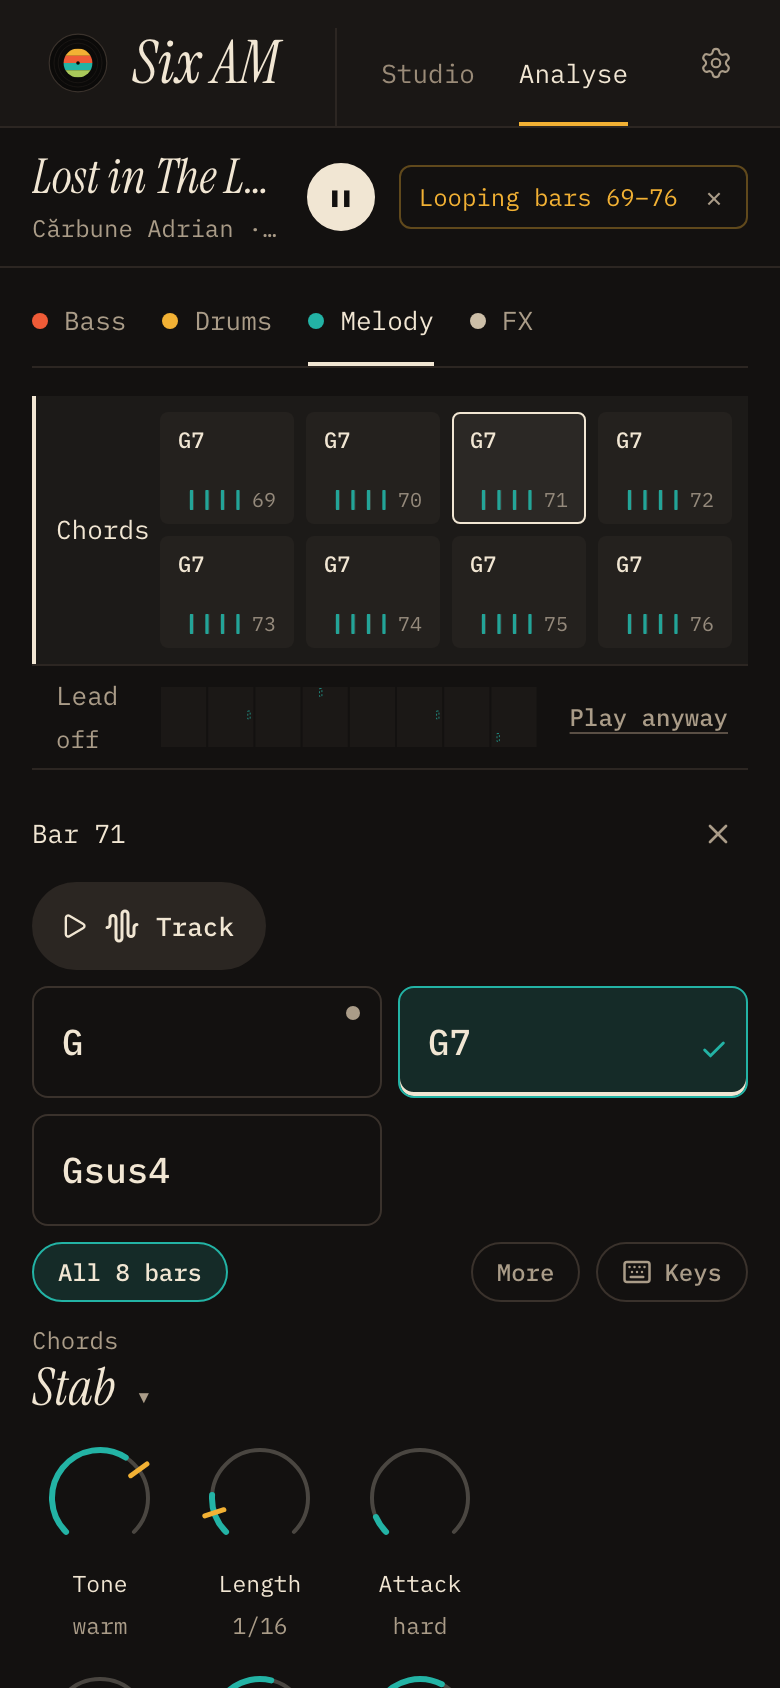 Six AM
Studio
Analyse
Lost in The L...
Cărbune Adrian ·…
Looping bars 69–76 ×
Bass
Drums
Melody
FX
Chords
G7
69
G7
70
G7
71
G7
72
G7
73
G7
74
G7
75
G7
76
Lead
off
Play anyway
Bar 71
Track
G
G7
Gsus4
All 8 bars
More
Keys
Chords
Stab
Tone
Length
Attack
warm
1/16
hard